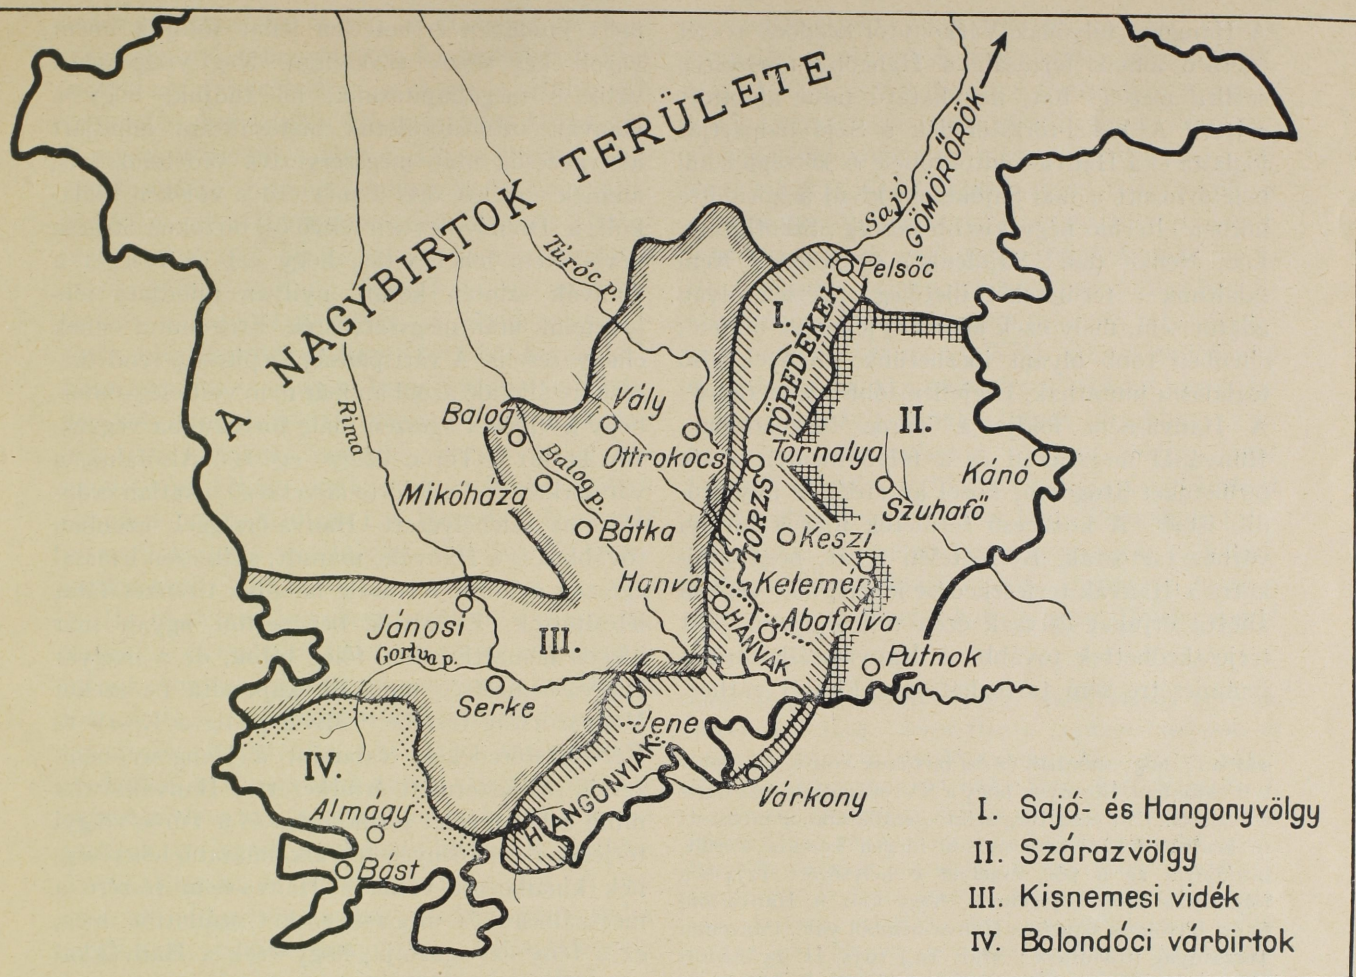 A NAGYBIRTOK TERÜLETE
Sajó
GÖMÖRŐRÖK
Túróc p.
Pelsőc
I.
TÖRZS TÖREDÉKEK
II.
Rima
Balog
Vály
Ottrokocs
Tornalya
Kánó
Balog p.
Mikóháza
Szuhafő
Bátka
Keszi
Hanva
Kelemér
HANVÁK
Abafalva
Jánosi
III.
Gortva p.
Putnok
Serke
Jene
IV.
HANGONYIAK
Várkony
Almágy
Bást
I. Sajó- és Hangonyvölgy
II. Szárazvölgy
III. Kisnemesi vidék
IV. Bolondóci várbirtok